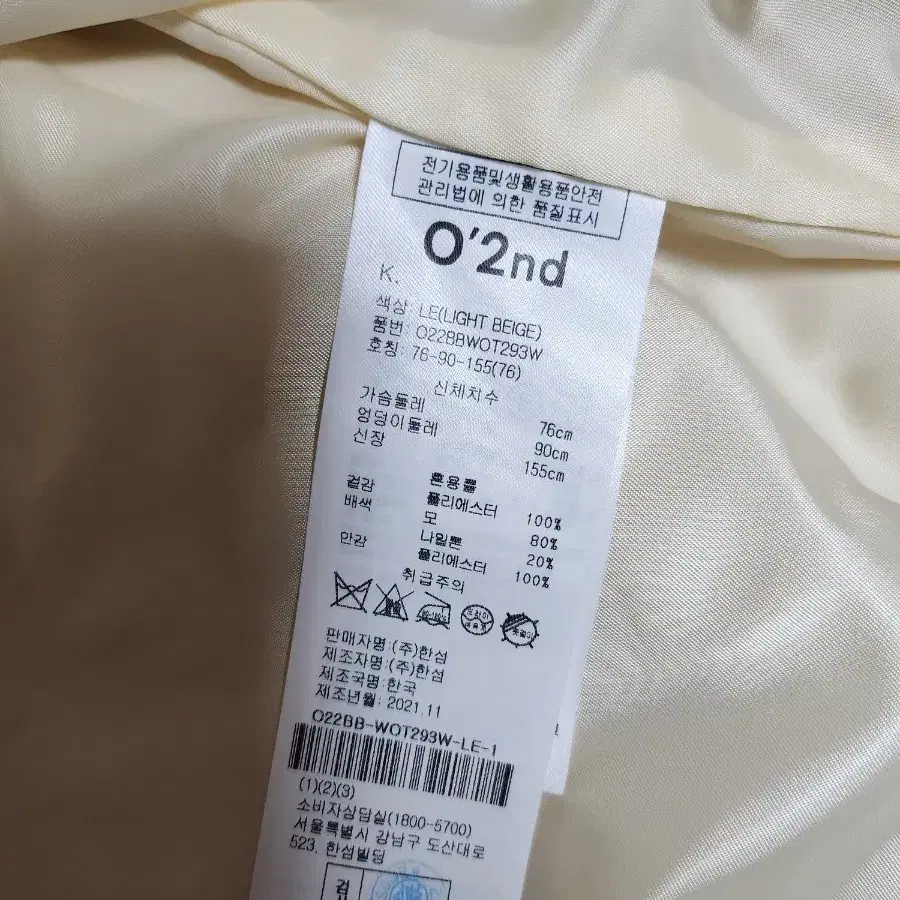 전기용품및생활용품안전
관리법에 의한 품질표시
O'2nd
K.
색상: LE(LIGHT BEIGE)
품번: O22BBWOT293W
호칭: 76-90-155(76)
신체치수
가슴둘레 76cm
엉덩이둘레 90cm
신장 155cm
혼용률
겉감 폴리에스터 100%
배색 모 80%
나일론 20%
안감 폴리에스터 100%
취급주의
판매자명:(주)한섬
제조자명:(주)한섬
제조국명:한국
제조년월: 2021.11
O22BB-WOT293W-LE-1
(1)(2)(3)
소비자상담실(1800-5700)
서울특별시 강남구 도산대로
523, 한섬빌딩
검